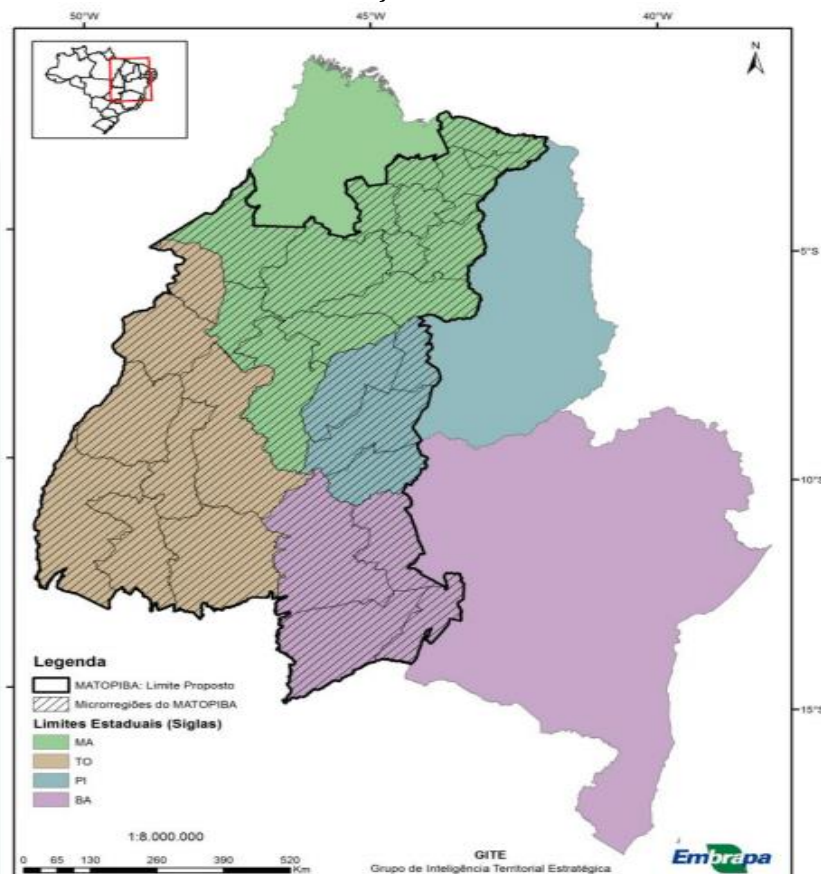 50°W 45°W 40°W
N
5°S
10°S
15°S
Legenda
MATOPIBA: Limite Proposto
Microrregiões do MATOPIBA
Limites Estaduais (Siglas)
MA
TO
PI
BA
1:8.000.000
0 65 130 260 390 520
Km
GITE
Grupo de Inteligência Territorial Estratégica
Embrapa